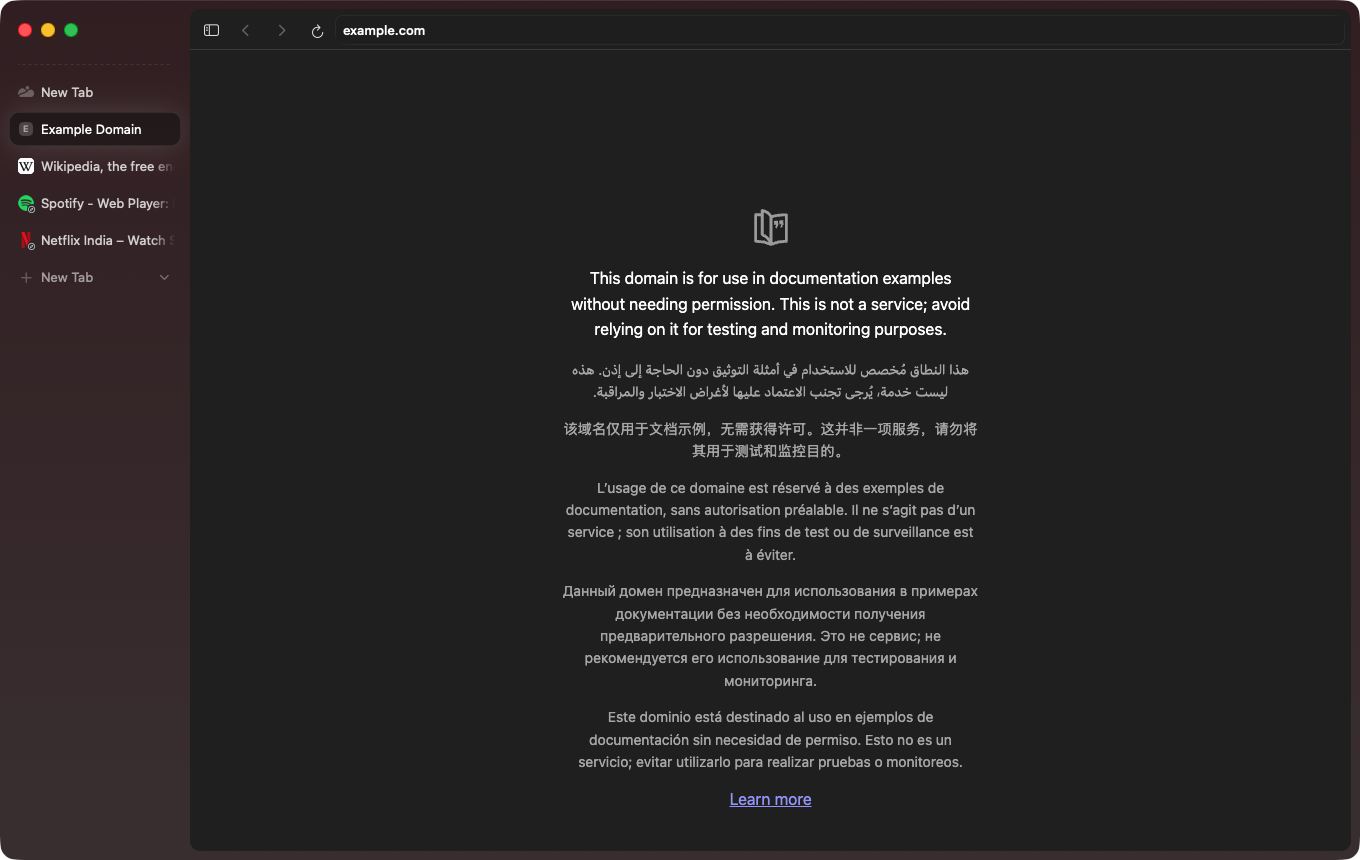 example.com
New Tab
E Example Domain
W Wikipedia, the free en
Spotify - Web Player:
Netflix India – Watch S
New Tab
This domain is for use in documentation examples
without needing permission. This is not a service; avoid
relying on it for testing and monitoring purposes.
هذا النطاق مُخصص للاستخدام في أمثلة التوثيق دون الحاجة إلى إذن. هذه
ليست خدمة، يُرجى تجنب الاعتماد عليها لأغراض الاختبار والمراقبة.
该域名仅用于文档示例，无需获得许可。这并非一项服务，请勿将
其用于测试和监控目的。
L’usage de ce domaine est réservé à des exemples de
documentation, sans autorisation préalable. Il ne s’agit pas d’un
service ; son utilisation à des fins de test ou de surveillance est
à éviter.
Данный домен предназначен для использования в примерах
документации без необходимости получения
предварительного разрешения. Это не сервис; не
рекомендуется его использование для тестирования и
мониторинга.
Este dominio está destinado al uso en ejemplos de
documentación sin necesidad de permiso. Esto no es un
servicio; evitar utilizarlo para realizar pruebas o monitoreos.
Learn more